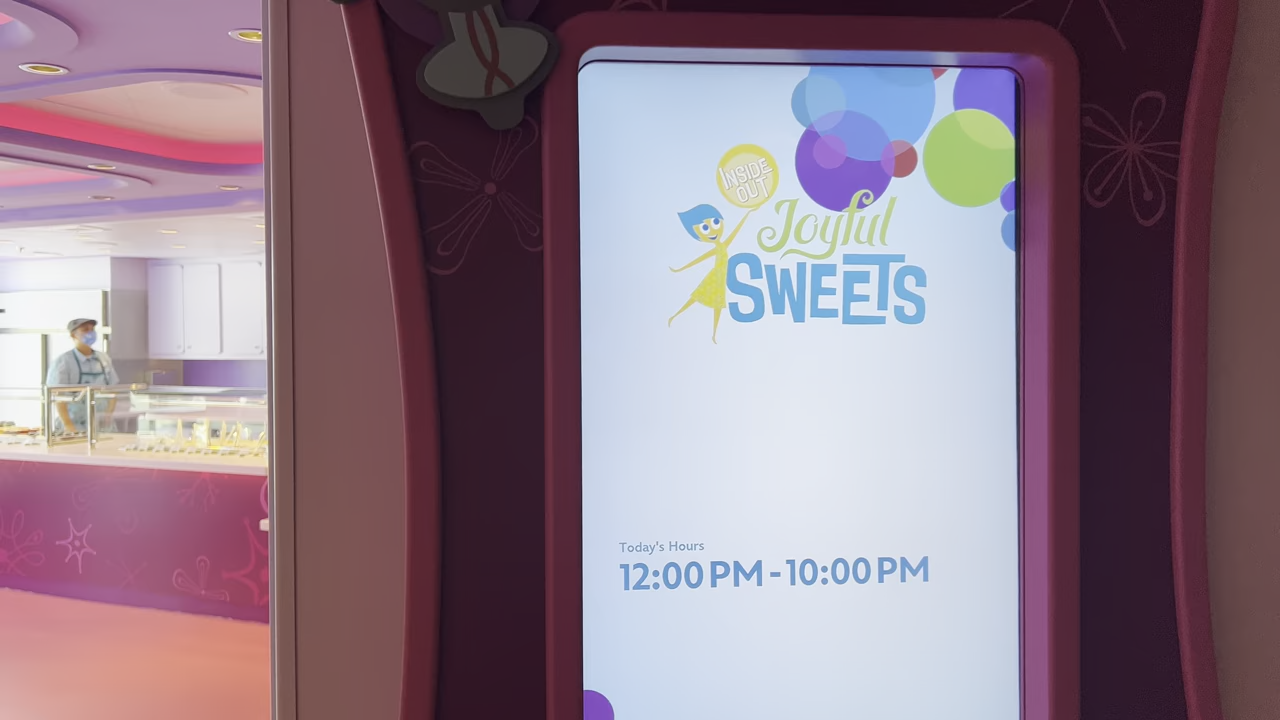 INSIDE
OUT
Joyful
SWEETS
Today's Hours
12:00 PM - 10:00 PM